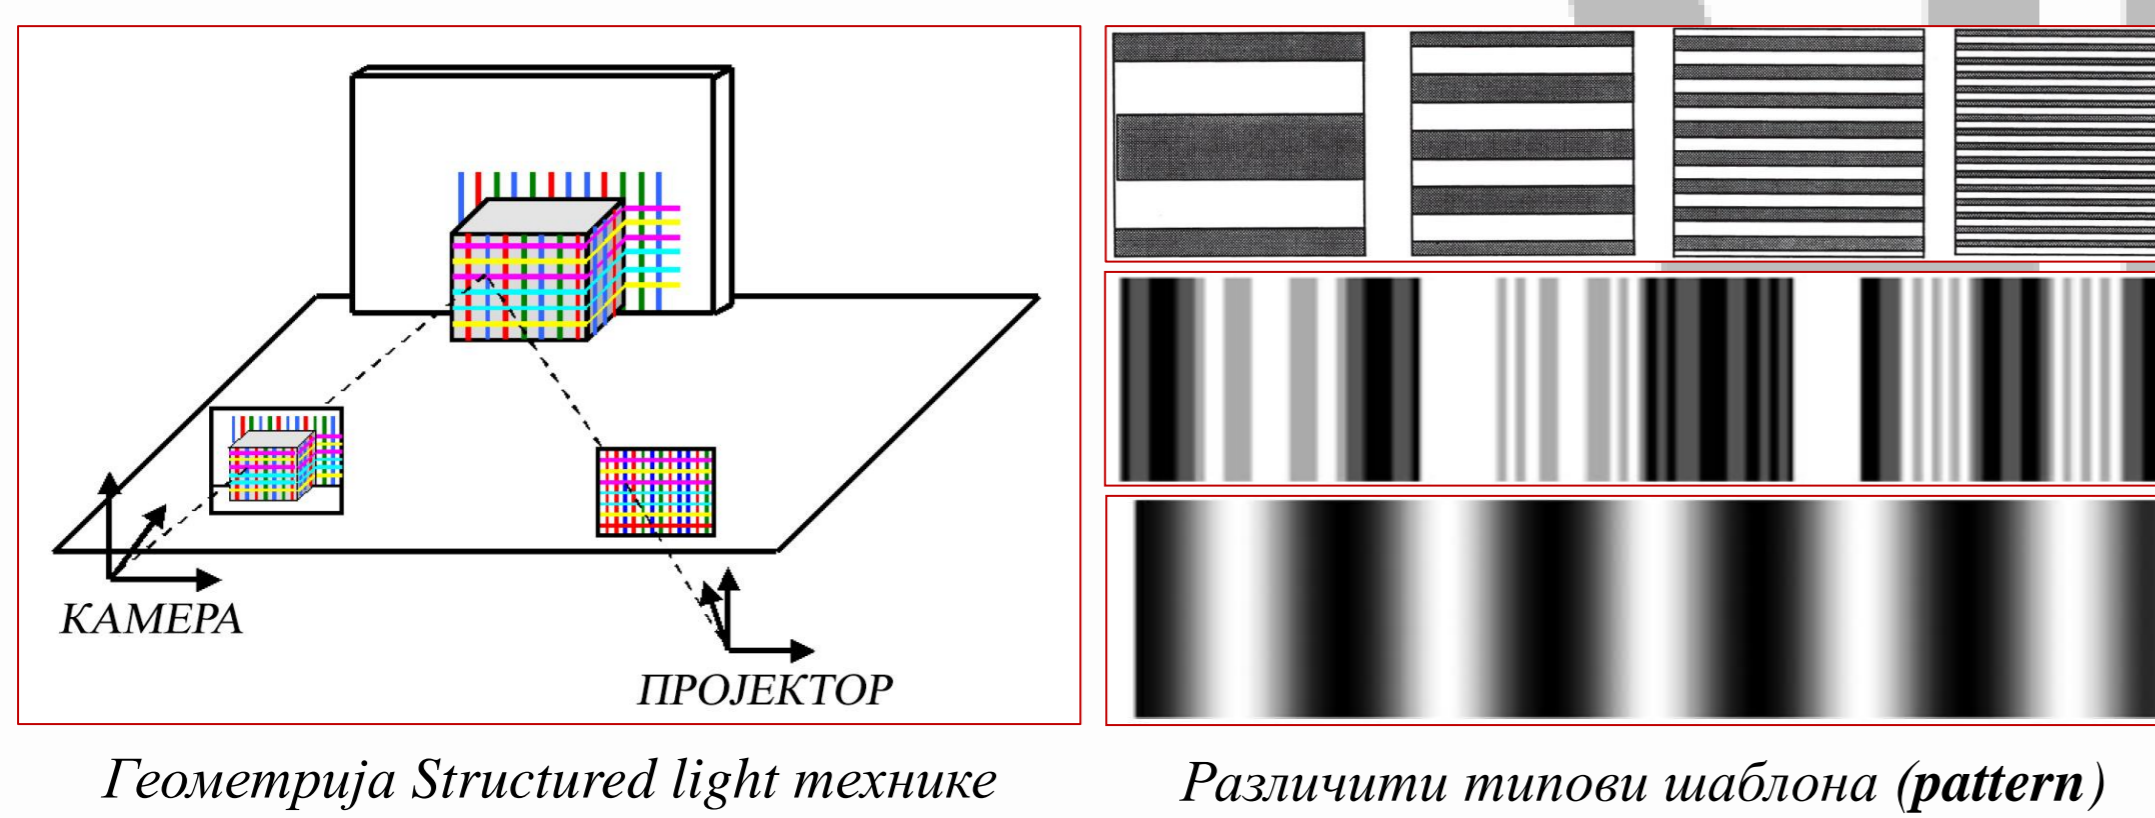 КАМЕРА
ПРОЈЕКТОР
Геометрија Structured light технике
Различити типови шаблона (pattern)